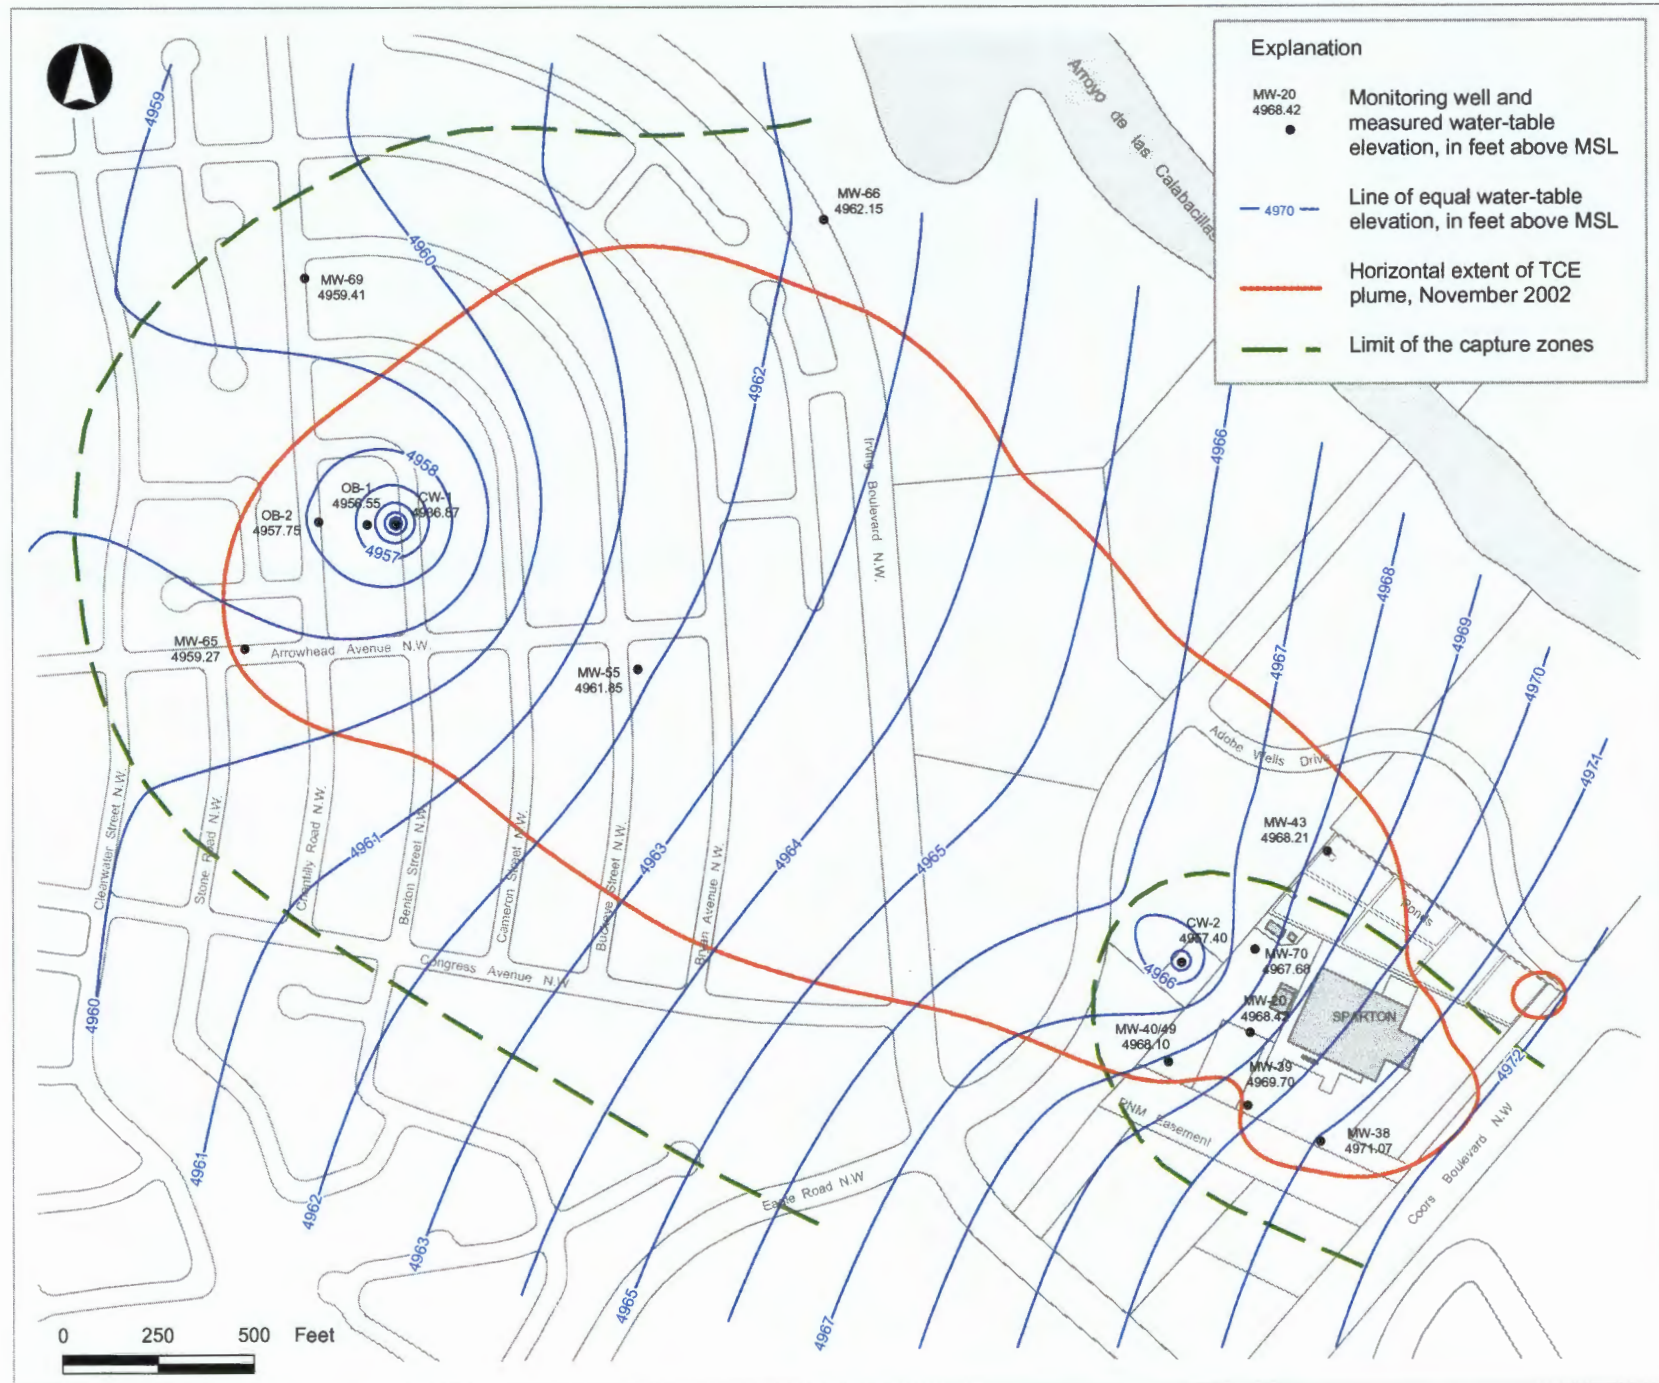 Explanation
MW-20
4968.42
Monitoring well and
measured water-table
elevation, in feet above MSL
4970
Line of equal water-table
elevation, in feet above MSL
Horizontal extent of TCE
plume, November 2002
Limit of the capture zones
Arroyo de las Calabacillas
4959
MW-66
4962.15
4960
MW-69
4959.41
4962
4966
Irving Boulevard N.W.
4958
OB-1
4956.55
CW-1
OB-2
4957.75
4957
4968
4969
MW-65
4959.27
Arrowhead Avenue N.W.
MW-55
4961.85
4967
4970
Adobe Wells Drive
4971
Clearwater Street N.W.
Stone Road N.W.
Chantilly Road N.W.
Benton Street N.W.
Cameron Street N.W.
Buckeye Street N.W.
Bryan Avenue N.W.
4961
4963
4964
4965
MW-43
4968.21
Ponds
CW-2
4957.40
4966
MW-70
4967.68
Congress Avenue N.W.
4960
MW-20
4968.42
SPARTON
MW-40/49
4968.10
MW-39
4969.70
4972
PNM Easement
MW-38
4971.07
Coors Boulevard N.W
4961
4962
Eagle Road N.W
4963
4965
4967
0 250 500 Feet